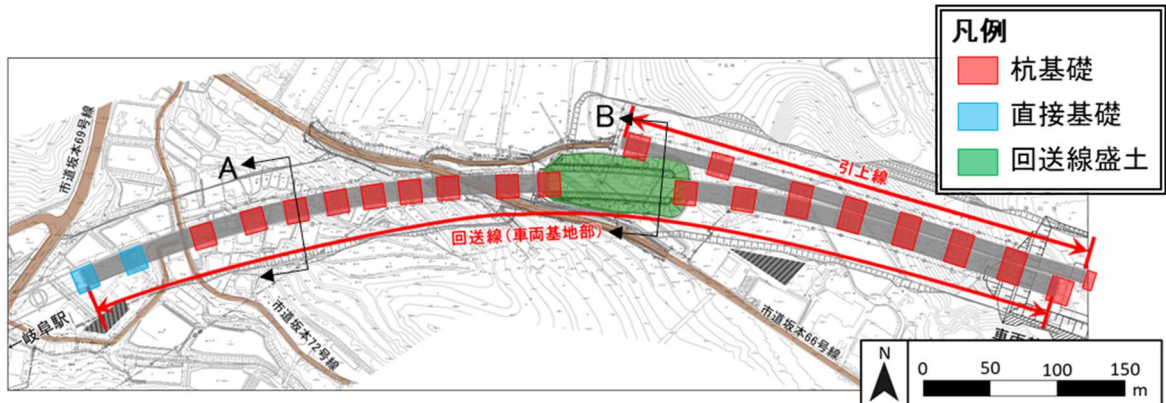 凡例
杭基礎
直接基礎
回送線盛土
市道坂本69号線
A
B
引上線
回送線(車両基地部)
岐阜駅
市道坂本72号線
市道坂本66号線
N
0 50 100 150
m